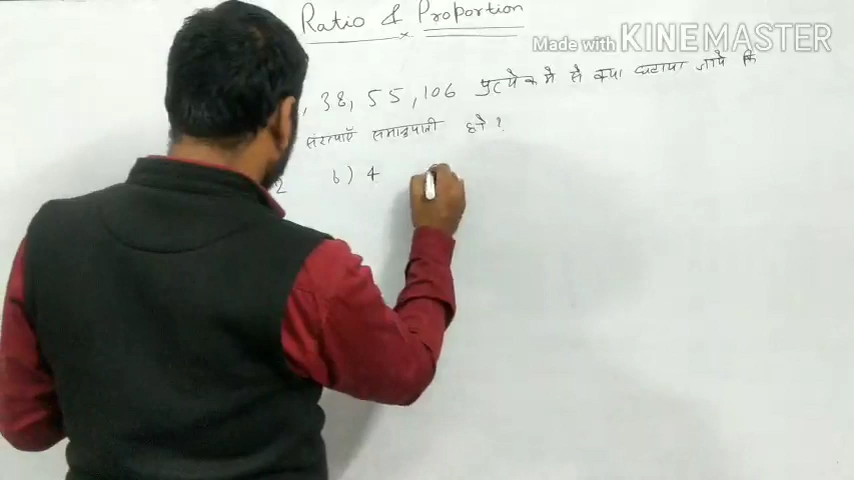 Ratio & Proportion
Made with KINEMASTER
, 38, 55, 106 प्रत्येक मे से क्या घटाया जाये कि
संख्याएँ समानुपाती हो ?
2 b) 4